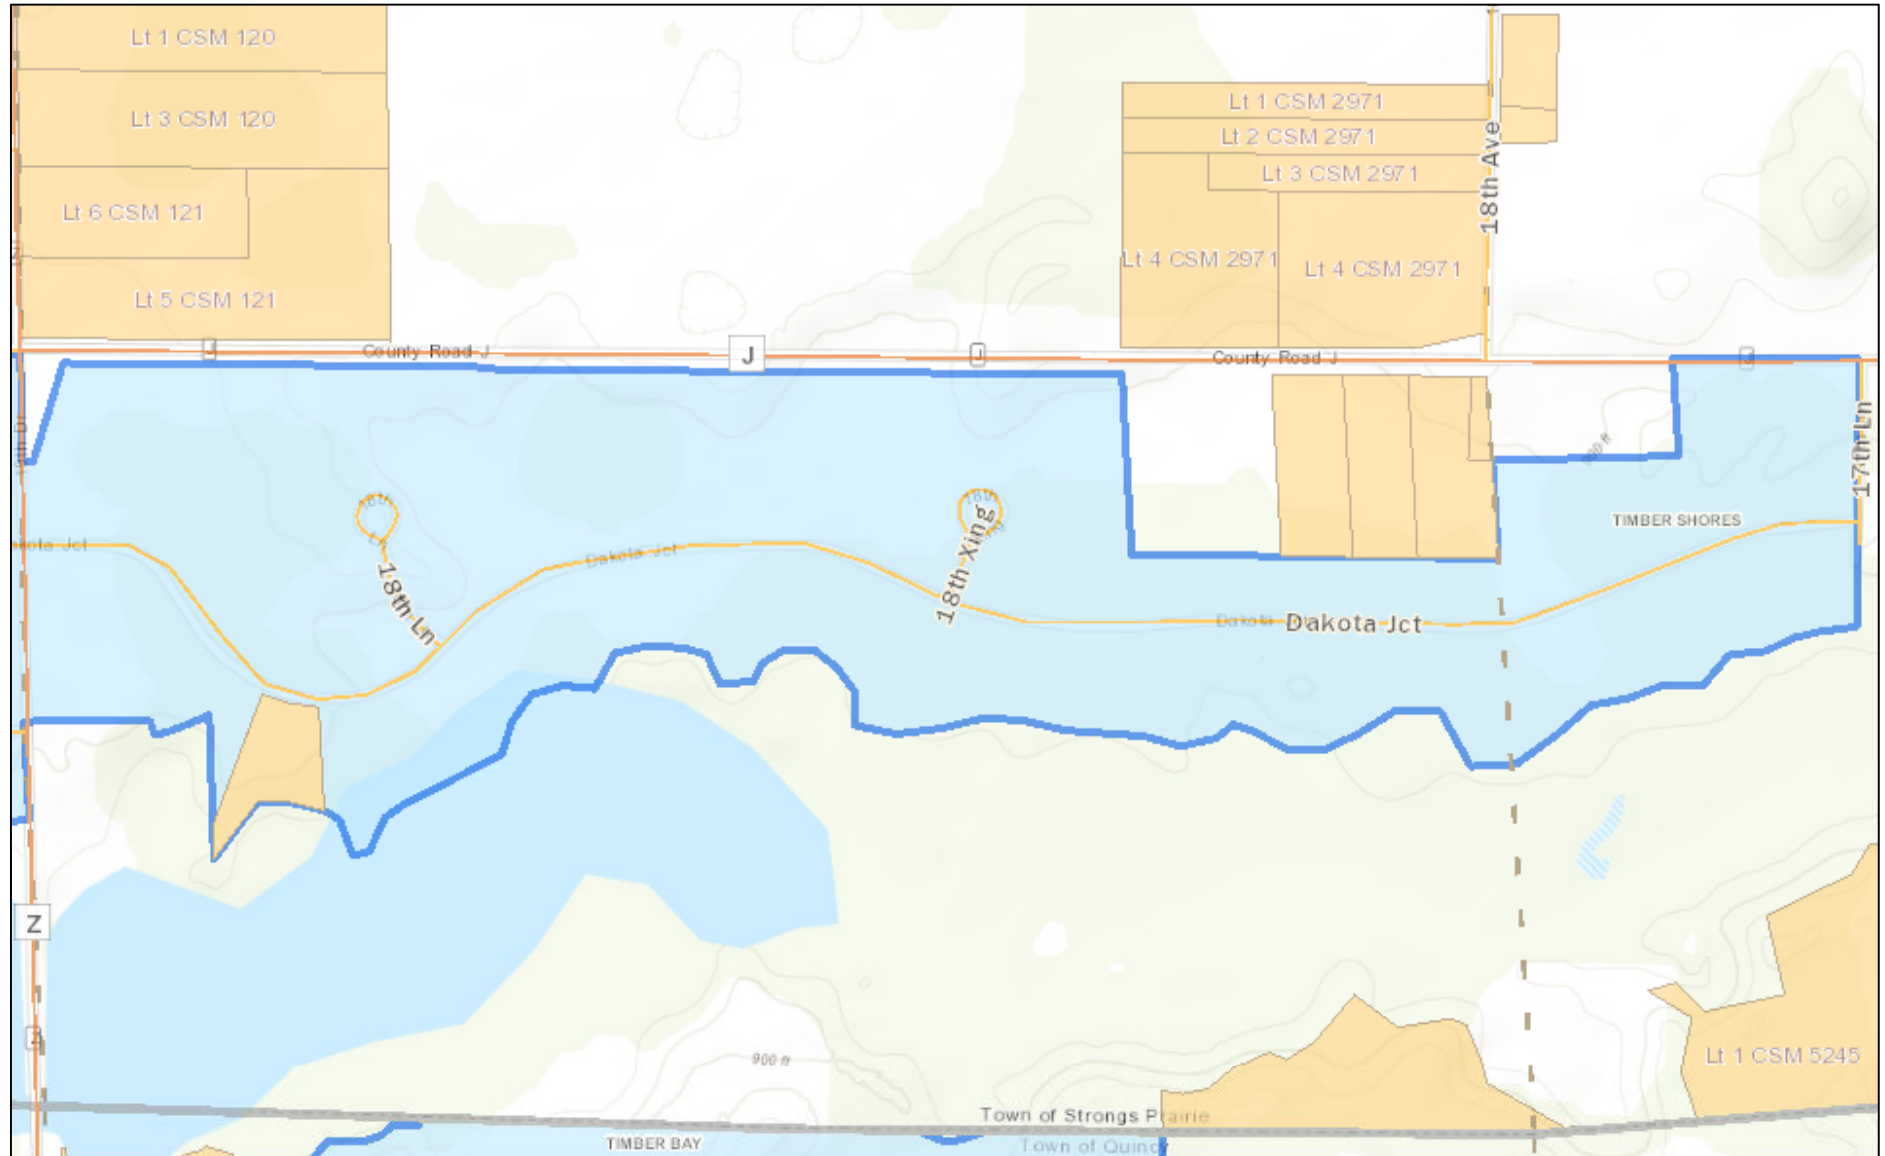 Lt 1 CSM 120
Lt 3 CSM 120
Lt 6 CSM 121
Lt 5 CSM 121
Lt 1 CSM 2971
Lt 2 CSM 2971
Lt 3 CSM 2971
Lt 4 CSM 2971
Lt 4 CSM 2971
18th Ave
J
County Road J
J
J
County Road J
J
900 ft
17th Ln
TIMBER SHORES
18th Ln
18th Xing
Dakota Jct
Dakota
Dakota Jct
Z
Z
900 ft
Lt 1 CSM 5245
Town of Strongs Prairie
Town of Quincy
TIMBER BAY